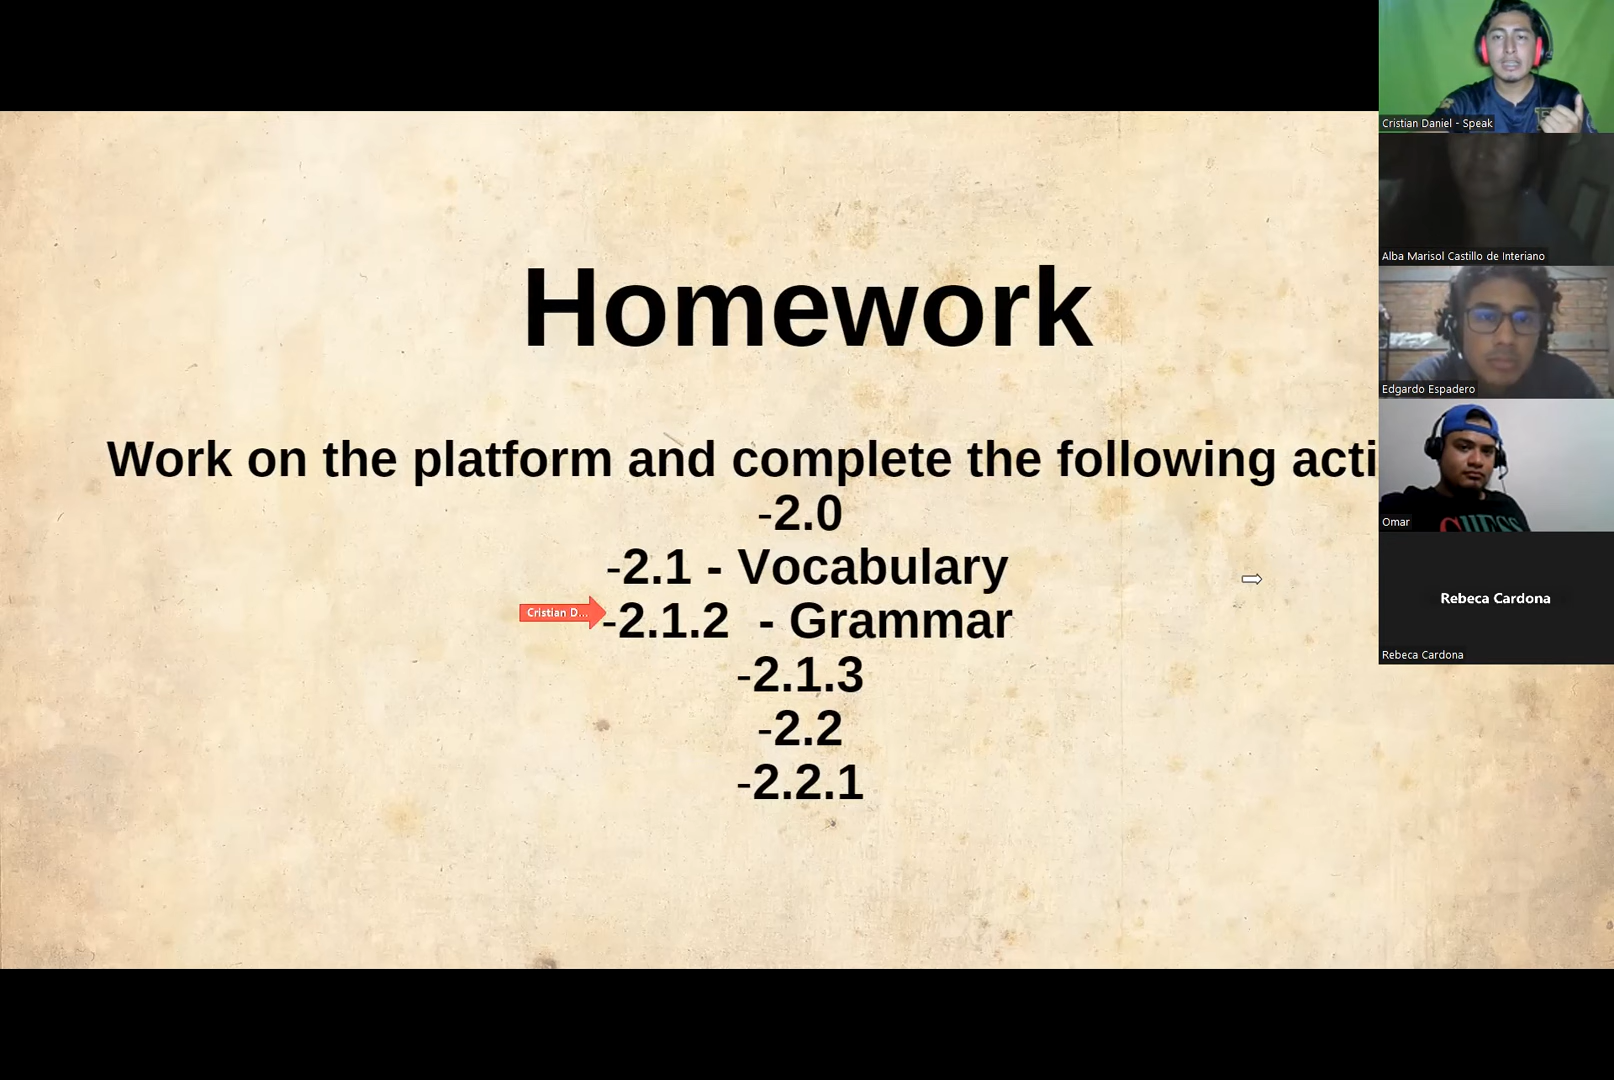 Homework
Work on the platform and complete the following acti
-2.0
-2.1 - Vocabulary
-2.1.2 - Grammar
-2.1.3
-2.2
-2.2.1
Cristian D...
Cristian Daniel - Speak
Alba Marisol Castillo de Interiano
Edgardo Espadero
Omar
Rebeca Cardona
Rebeca Cardona